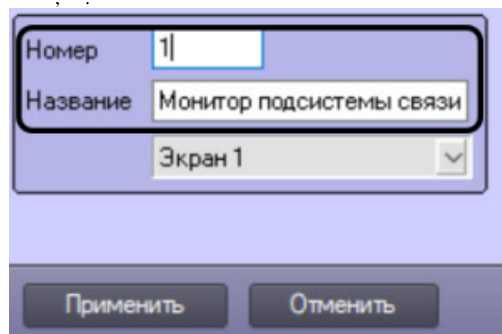 Номер 1
Название Монитор подсистемы связи
Экран 1
Применить Отменить